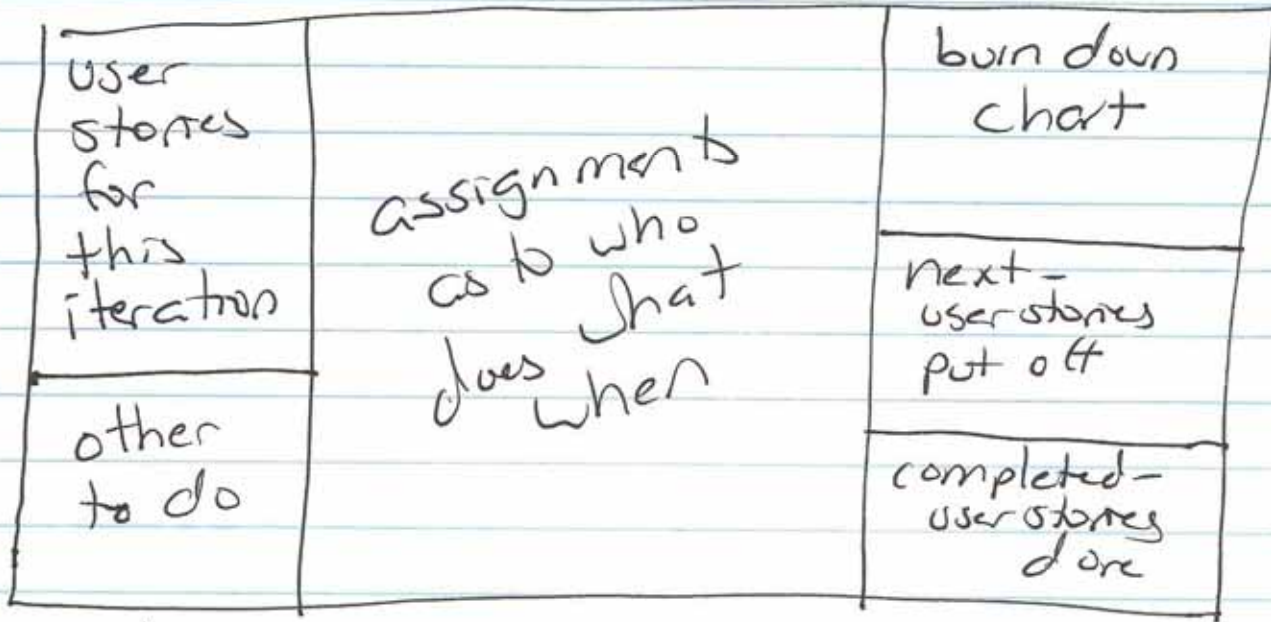 user
stories
for
this
iteration
other
to do
assignments
as to who
does what
when
burn down
chart
next-
user stories
put off
completed-
user stories
done